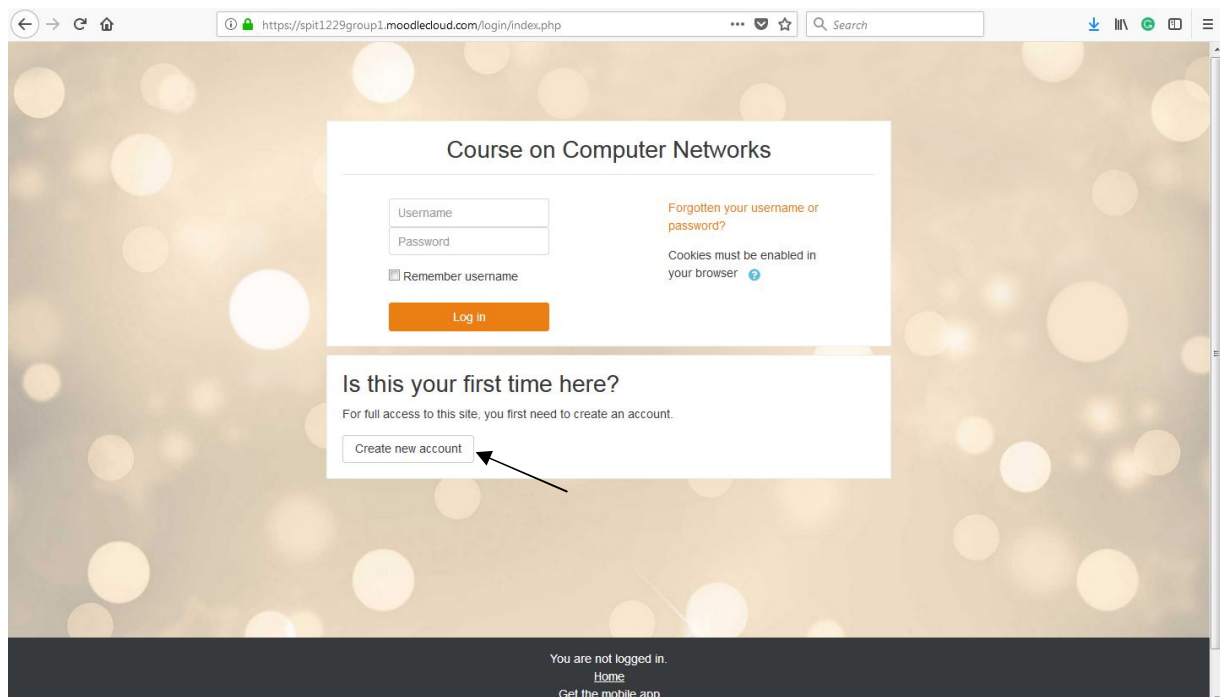 https://spit1229group1.moodlecloud.com/login/index.php
Search
Course on Computer Networks
Username
Password
Remember username
Log in
Forgotten your username or
password?
Cookies must be enabled in
your browser
Is this your first time here?
For full access to this site, you first need to create an account.
Create new account
You are not logged in.
Home
Get the mobile app